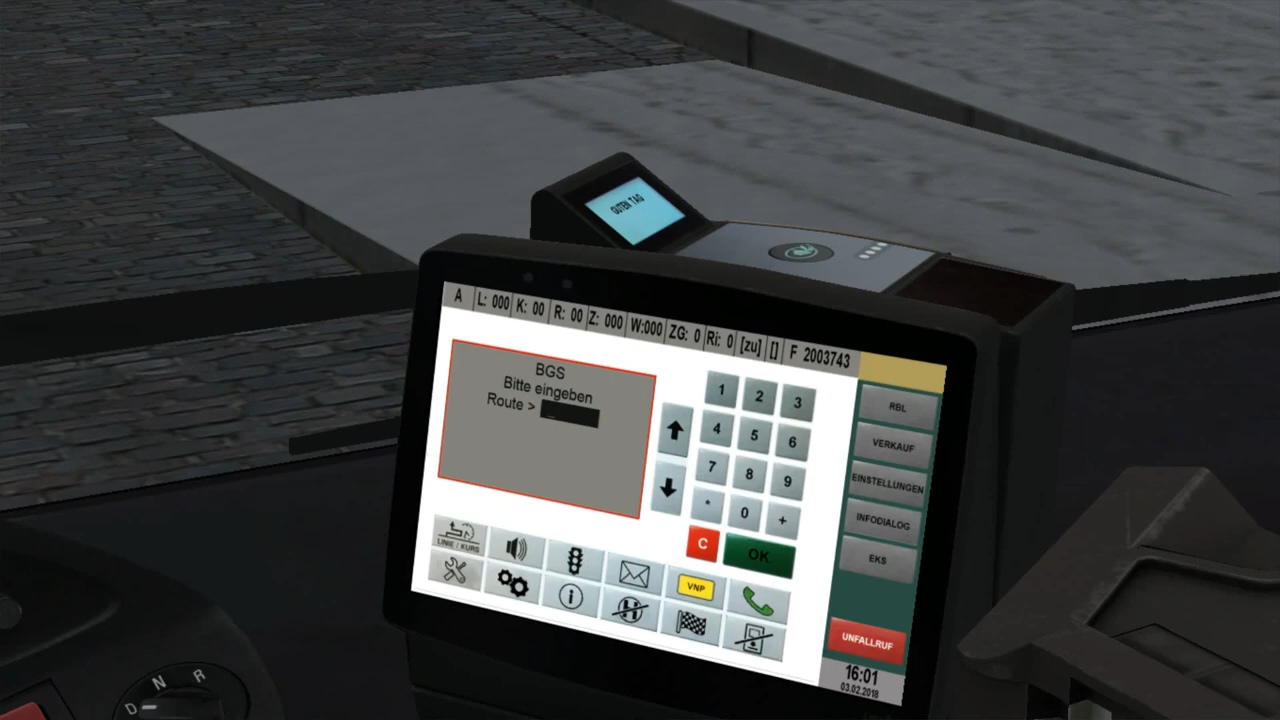 GUTEN TAG
A L: 000 K: 00 R: 00 Z: 000 W:000 ZG: 0 Ri: 0 [zu] [] F 2003743
BGS
Bitte eingeben
Route > _
1 2 3
4 5 6
7 8 9
* 0 +
C OK
RBL
VERKAUF
EINSTELLUNGEN
INFODIALOG
EKS
LINIE / KURS
VNP
i
H
UNFALLRUF
16:01
03.02.2018
D N R